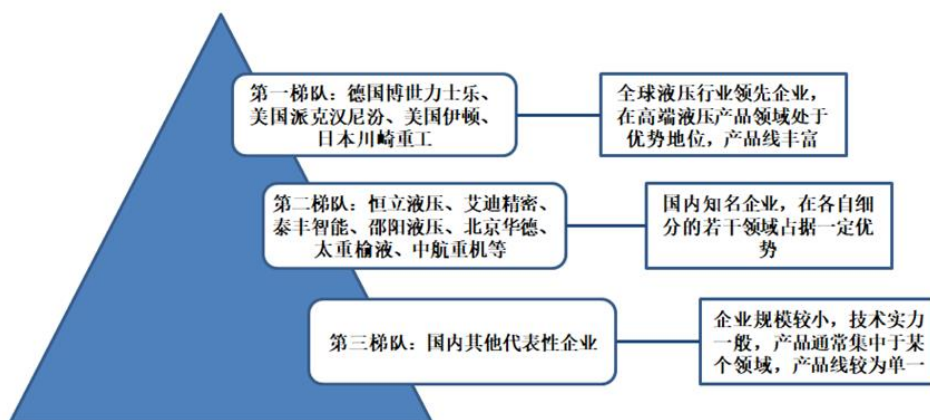 第一梯队：德国博世力士乐、
美国派克汉尼汾、美国伊顿、
日本川崎重工
全球液压行业领先企业，
在高端液压产品领域处于
优势地位，产品线丰富
第二梯队：恒立液压、艾迪精密、
泰丰智能、邵阳液压、北京华德、
太重榆液、中航重机等
国内知名企业，在各自细
分的若干领域占据一定优
势
第三梯队：国内其他代表性企业
企业规模较小，技术实力
一般，产品通常集中于某
个领域，产品线较为单一